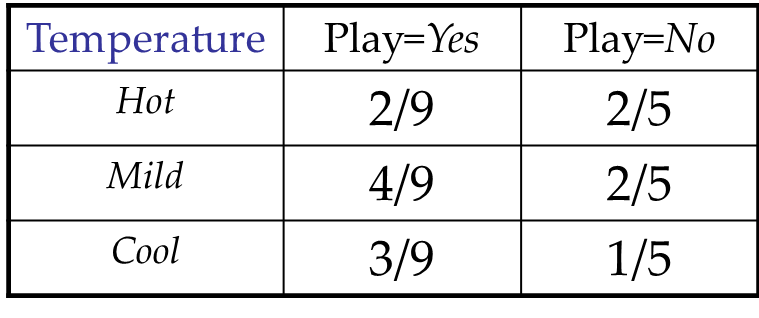 Temperature Play=Yes Play=No
Hot 2/9 2/5
Mild 4/9 2/5
Cool 3/9 1/5